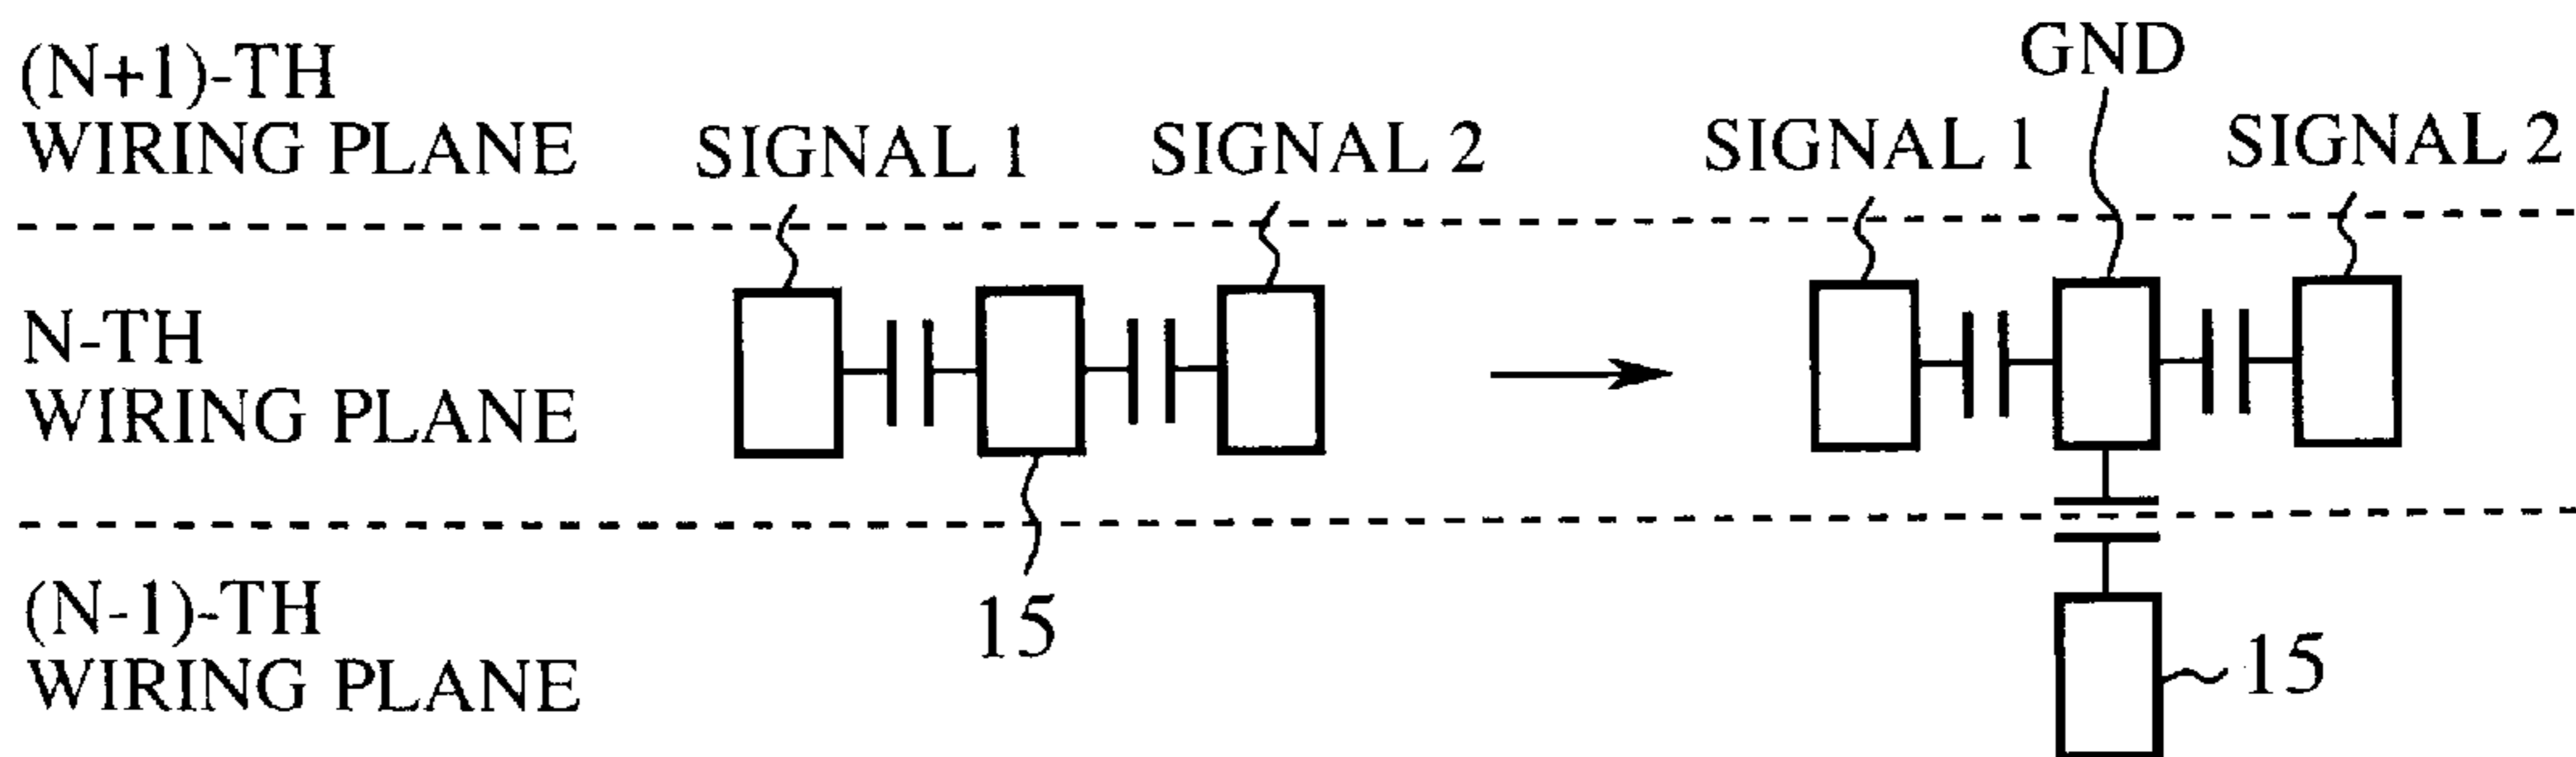 (N+1)-TH
WIRING PLANE
SIGNAL 1
SIGNAL 2
GND
SIGNAL 1
SIGNAL 2
N-TH
WIRING PLANE
(N-1)-TH
WIRING PLANE
15
15